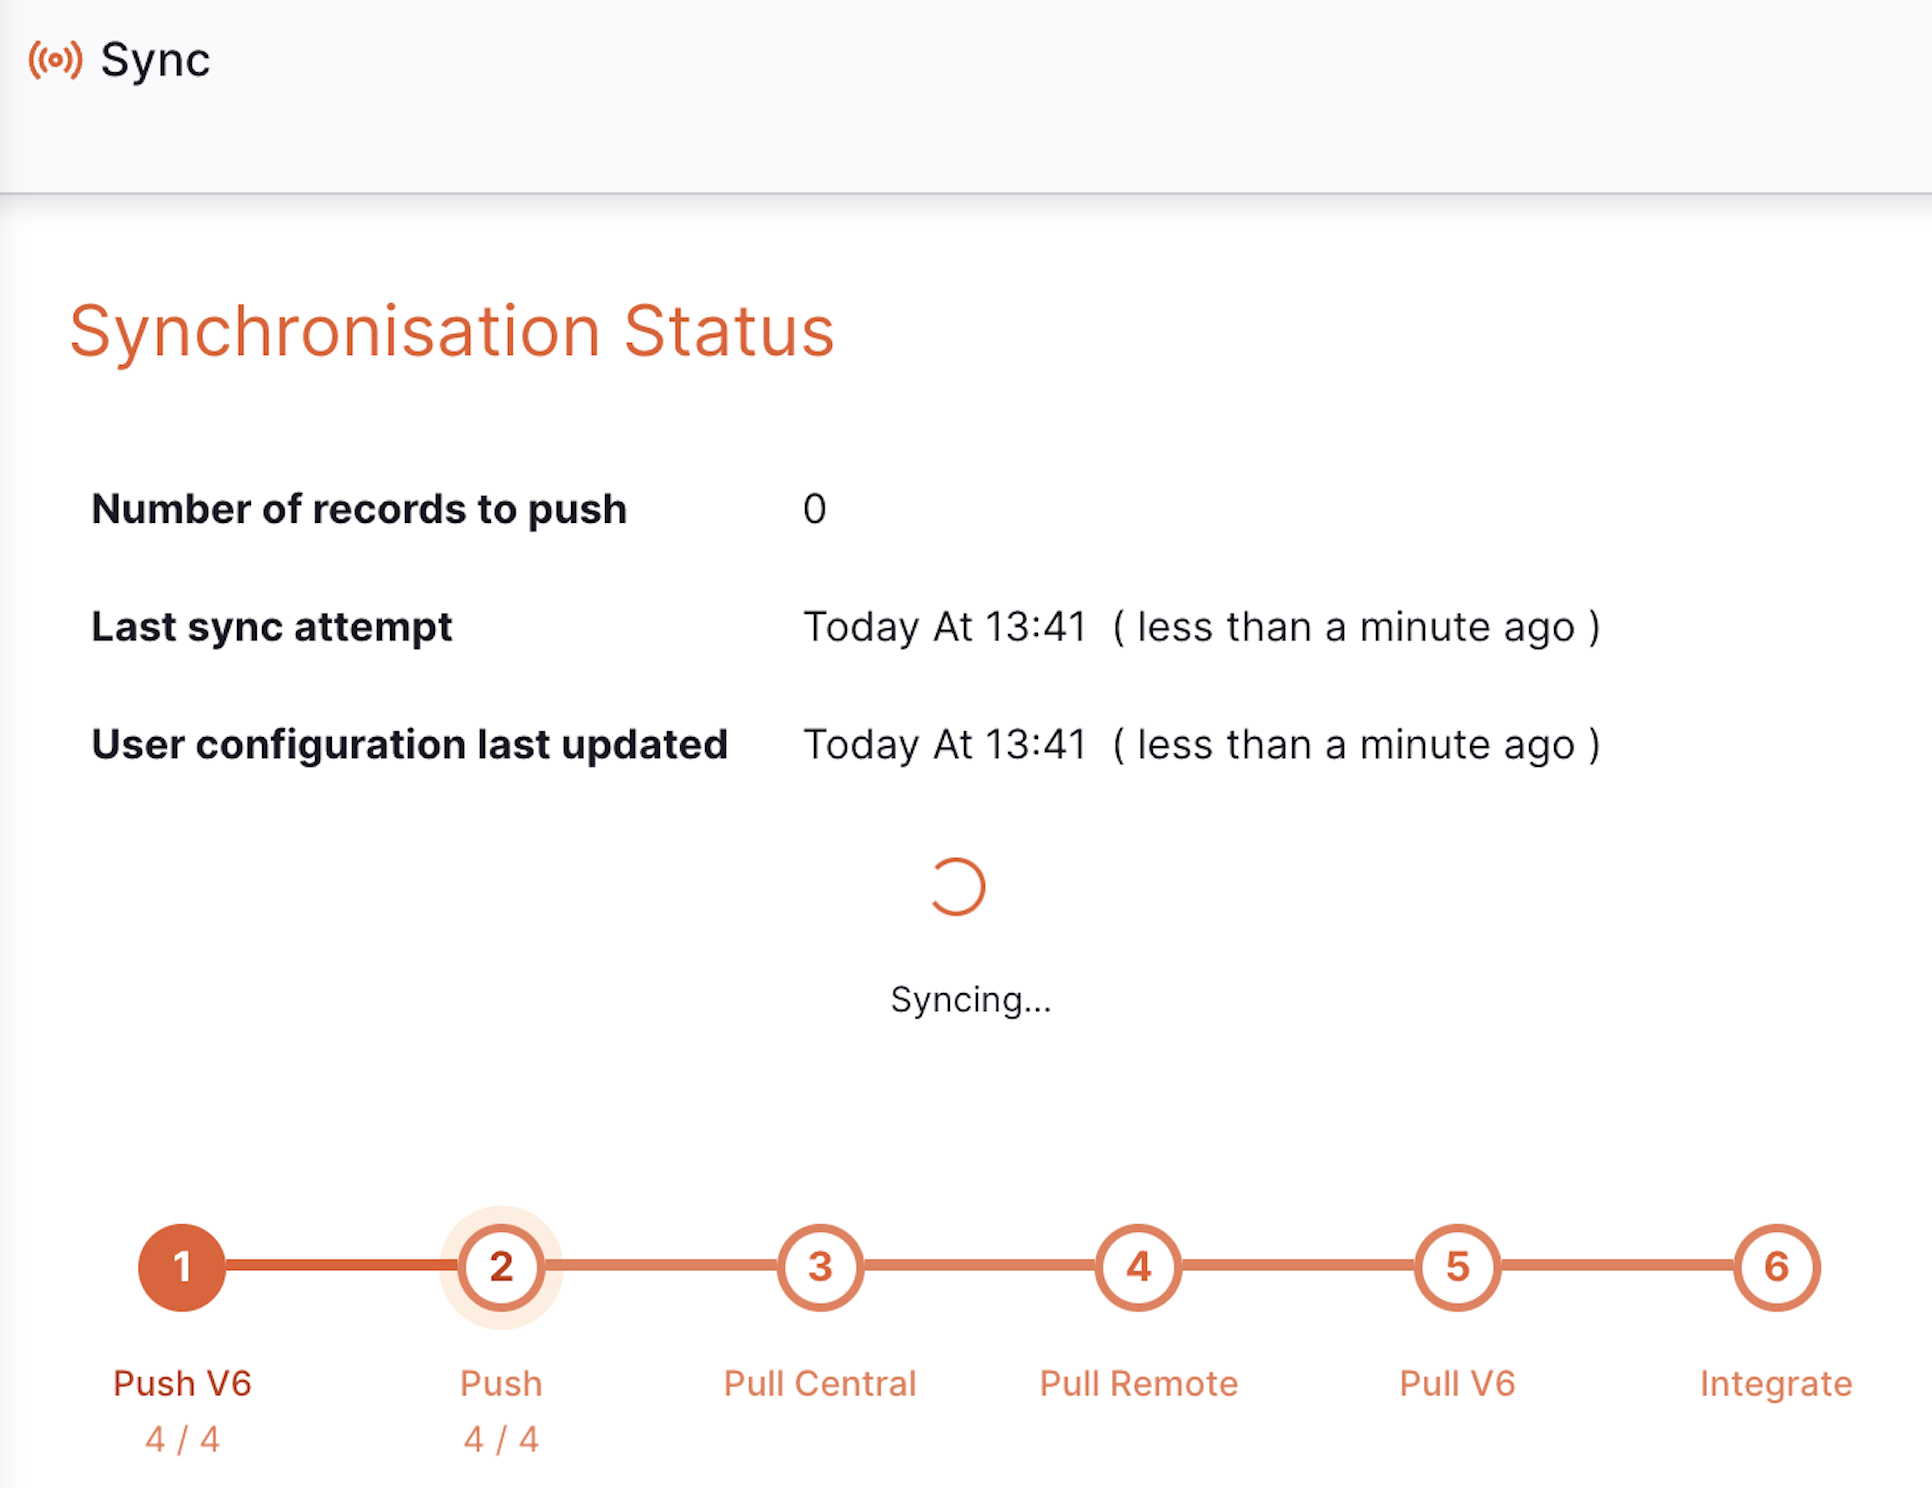 Sync
Synchronisation Status
Number of records to push 0
Last sync attempt Today At 13:41 ( less than a minute ago )
User configuration last updated Today At 13:41 ( less than a minute ago )
Syncing...
1 2 3 4 5 6
Push V6 Push Pull Central Pull Remote Pull V6 Integrate
4 / 4 4 / 4